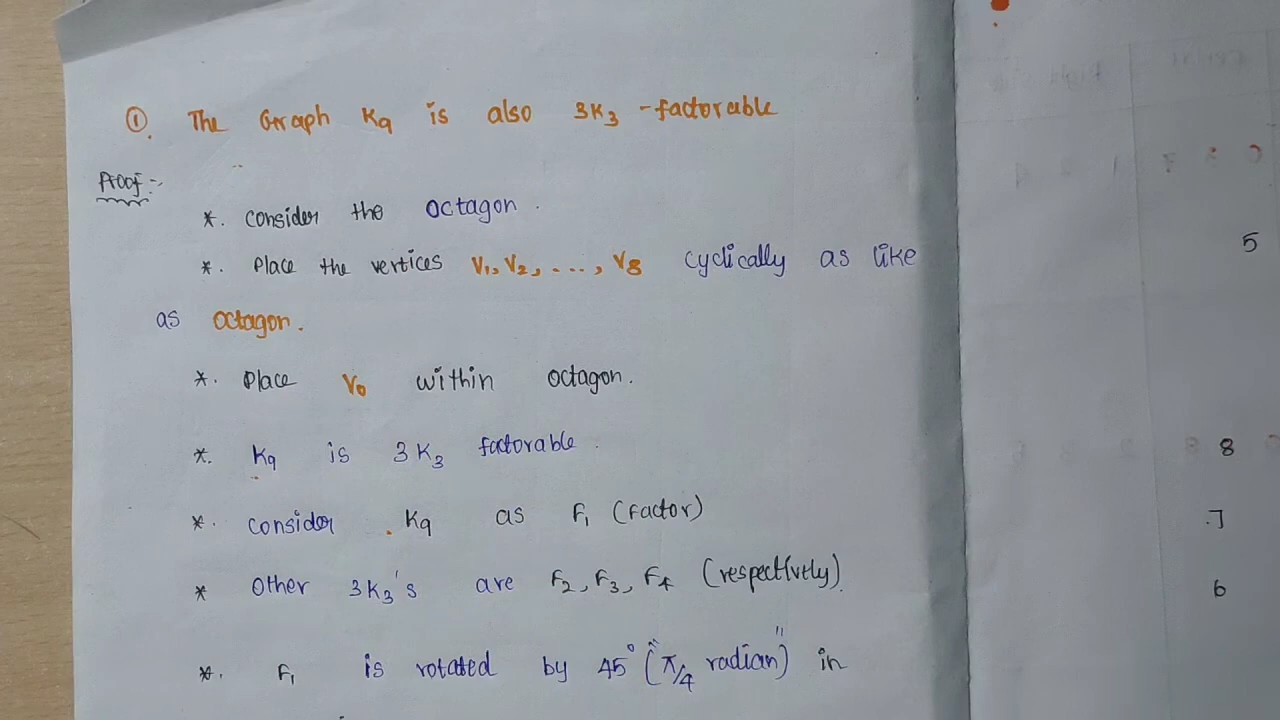 ①. The Graph K9 is also 3K3 -factorable
Proof:-
*. Consider the octagon.
*. Place the vertices V1, V2, ..., V8 cyclically as like
as octagon.
*. Place V0 within octagon.
*. K9 is 3K3 factorable.
*. Consider K9 as F1 (Factor)
* Other 3K3's are F2, F3, F4 (respectively).
*. F1 is rotated by 45° ("π/4 radian") in
5
8
7
6